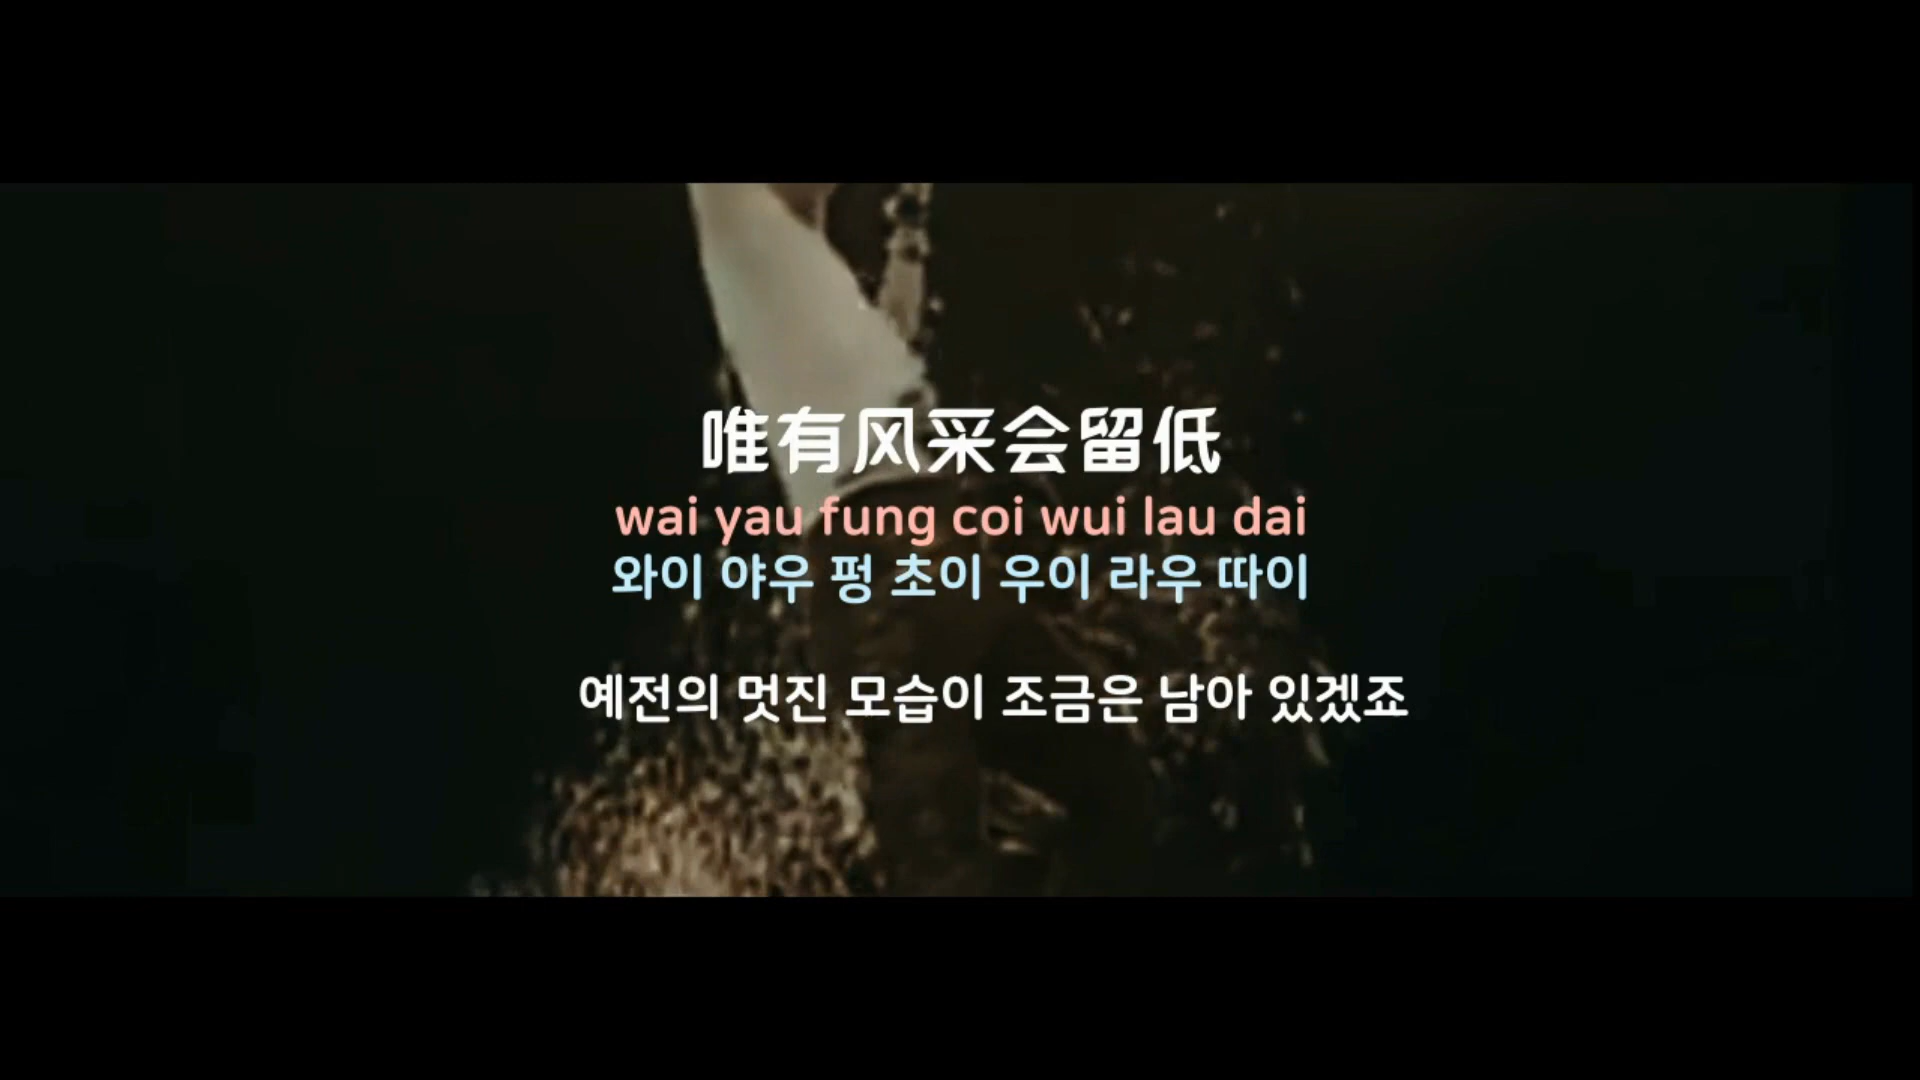 唯有风采会留低
wai yau fung coi wui lau dai
와이 야우 펑 초이 우이 라우 따이
예전의 멋진 모습이 조금은 남아 있겠죠